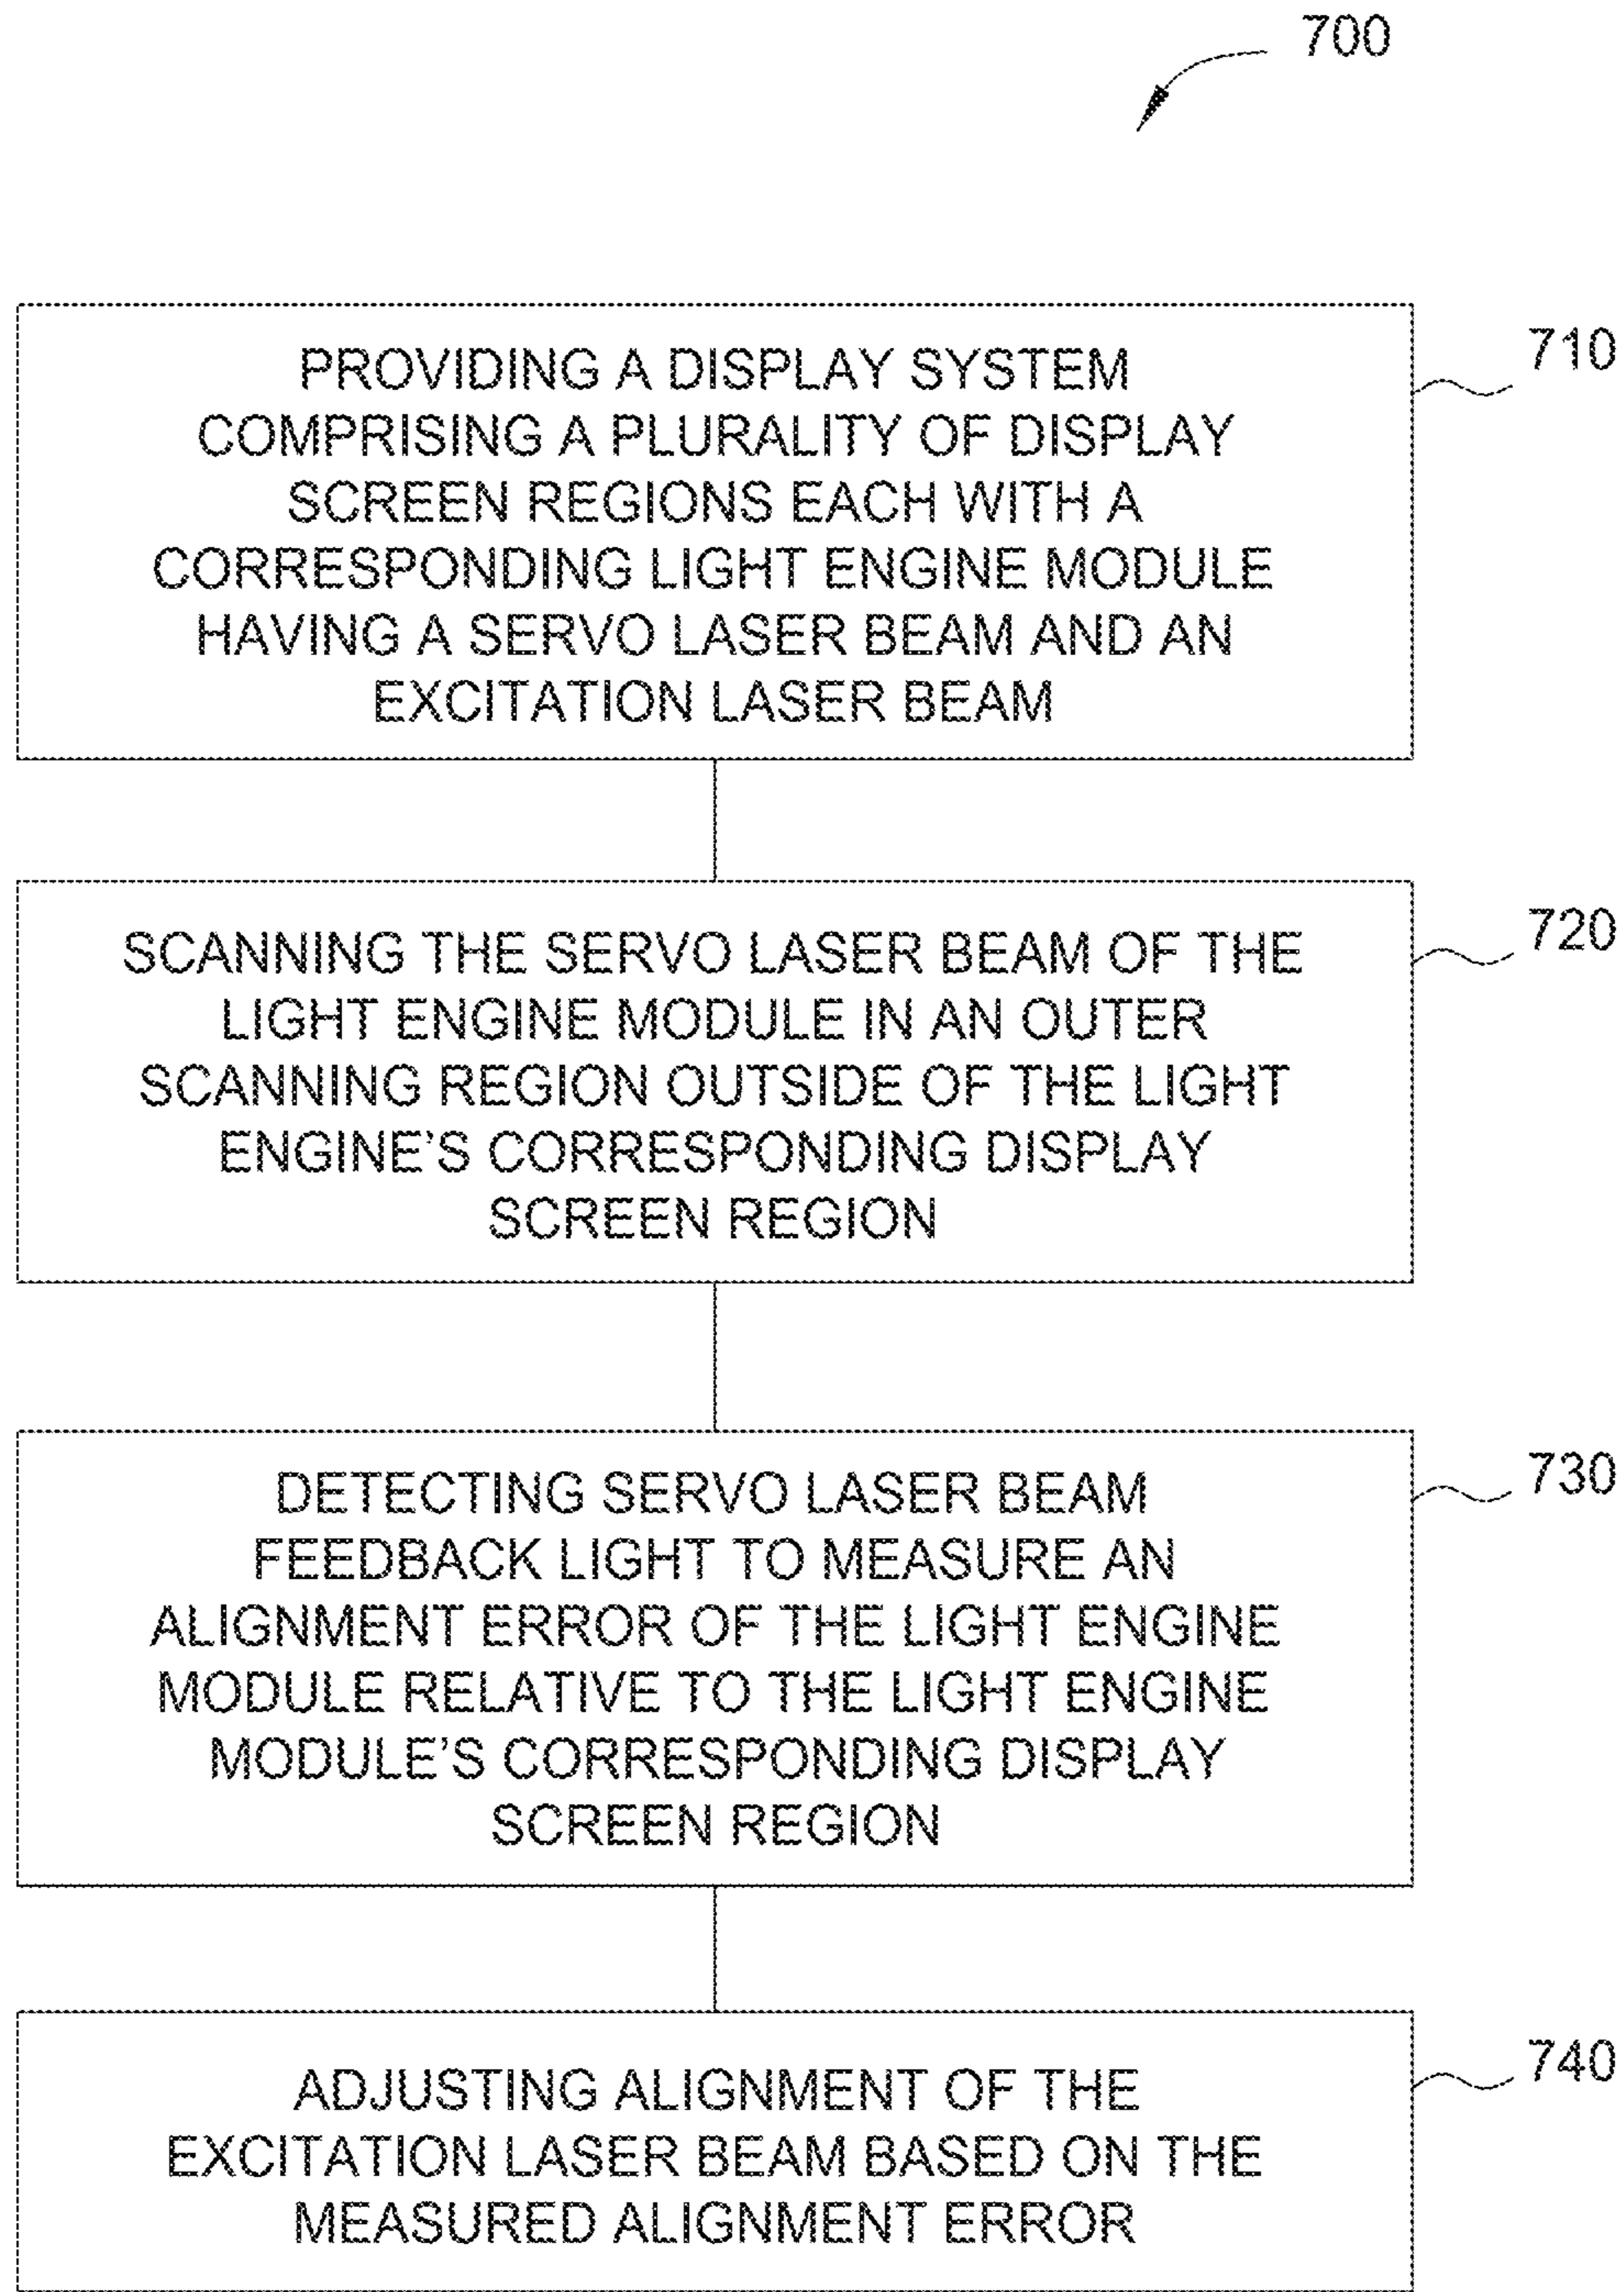 700
710
PROVIDING A DISPLAY SYSTEM
COMPRISING A PLURALITY OF DISPLAY
SCREEN REGIONS EACH WITH A
CORRESPONDING LIGHT ENGINE MODULE
HAVING A SERVO LASER BEAM AND AN
EXCITATION LASER BEAM
720
SCANNING THE SERVO LASER BEAM OF THE
LIGHT ENGINE MODULE IN AN OUTER
SCANNING REGION OUTSIDE OF THE LIGHT
ENGINE'S CORRESPONDING DISPLAY
SCREEN REGION
730
DETECTING SERVO LASER BEAM
FEEDBACK LIGHT TO MEASURE AN
ALIGNMENT ERROR OF THE LIGHT ENGINE
MODULE RELATIVE TO THE LIGHT ENGINE
MODULE'S CORRESPONDING DISPLAY
SCREEN REGION
740
ADJUSTING ALIGNMENT OF THE
EXCITATION LASER BEAM BASED ON THE
MEASURED ALIGNMENT ERROR